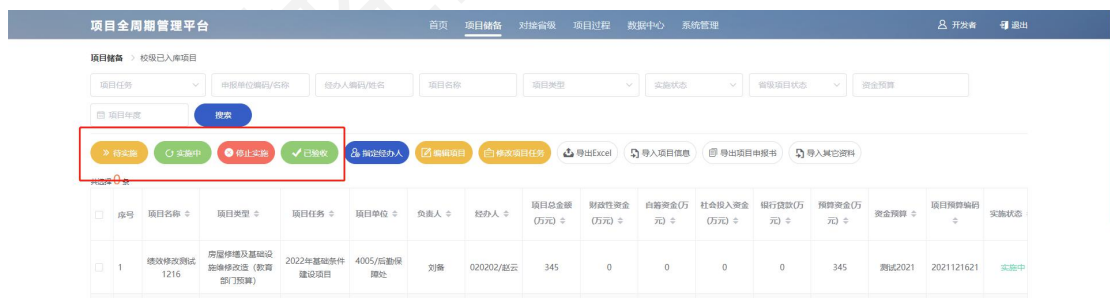 项目全周期管理平台 首页 项目储备 对接省级 项目过程 数据中心 系统管理 开发者 退出
项目储备 > 校级已入库项目
项目任务 申报单位编码/名称 经办人编码/姓名 项目名称 项目类型 实施状态 省级项目状态 资金预算
项目年度 搜索
待实施 实施中 停止实施 已验收 指定经办人 编辑项目 修改项目任务 导出Excel 导入项目信息 导出项目申报书 导入其它资料
共选择 0 条
序号 项目名称 项目类型 项目任务 项目单位 负责人 经办人 项目总金额(万元) 财政性资金(万元) 自筹资金(万元) 社会投入资金(万元) 银行贷款(万元) 预算资金(万元) 资金预算 项目预算编码 实施状态
1 绩效修改测试1216 房屋修缮及基础设施维修改造(教育部门预算) 2022年基础条件建设项目 4005/后勤保障处 刘备 020202/赵云 345 0 0 0 0 345 测试2021 2021121621 实施中